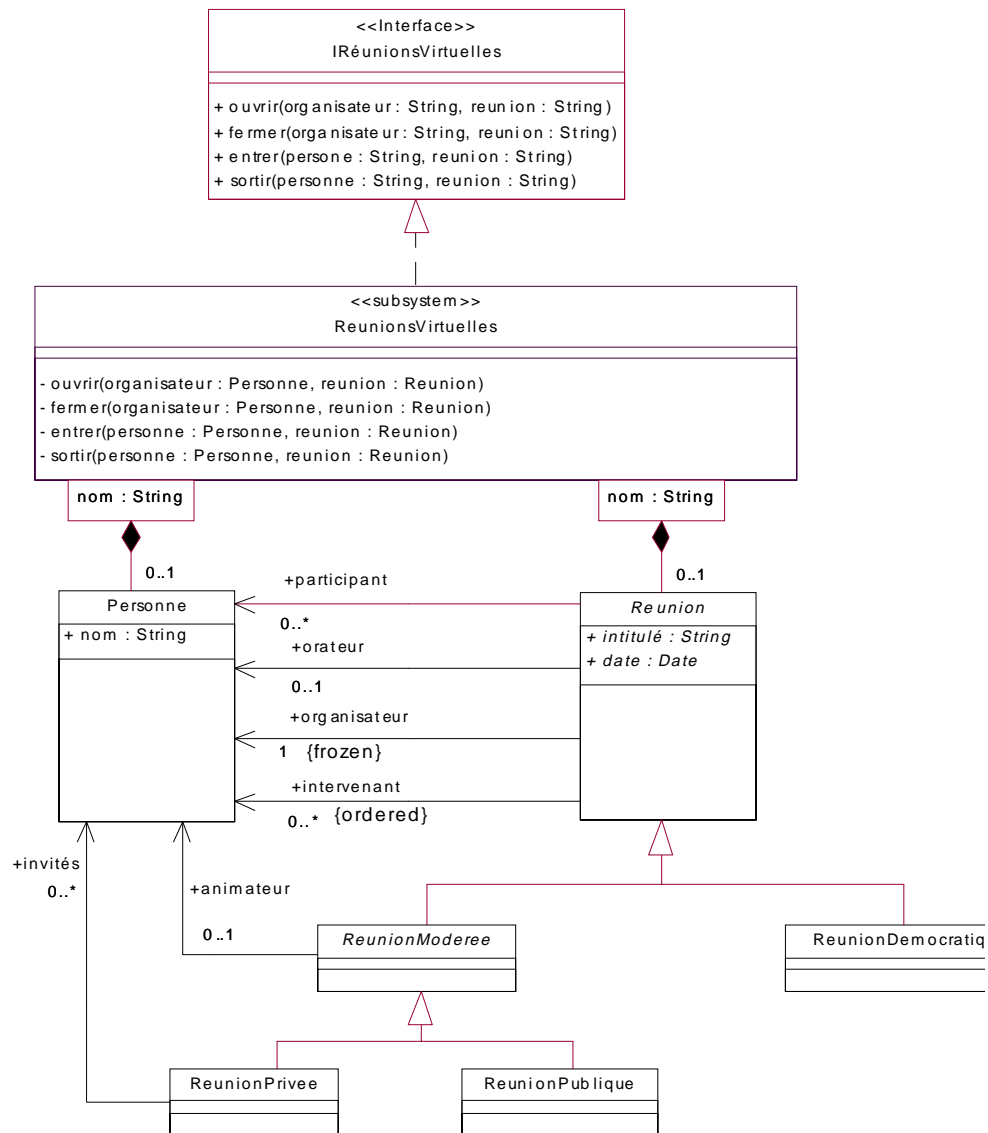 <<Interface>>
IRéunionsVirtuelles
+ ouvrir(organisateur : String, reunion : String)
+ fermer(organisateur : String, reunion : String)
+ entrer(persone : String, reunion : String)
+ sortir(personne : String, reunion : String)
<<subsystem>>
ReunionsVirtuelles
- ouvrir(organisateur : Personne, reunion : Reunion)
- fermer(organisateur : Personne, reunion : Reunion)
- entrer(personne : Personne, reunion : Reunion)
- sortir(personne : Personne, reunion : Reunion)
nom : String
nom : String
0..1
0..1
Personne
+ nom : String
+participant
0..*
+orateur
0..1
+organisateur
1 {frozen}
+intervenant
0..* {ordered}
Reunion
+ intitulé : String
+ date : Date
+invités
0..*
+animateur
0..1
ReunionModeree
ReunionDemocratiq
ReunionPrivee
ReunionPublique